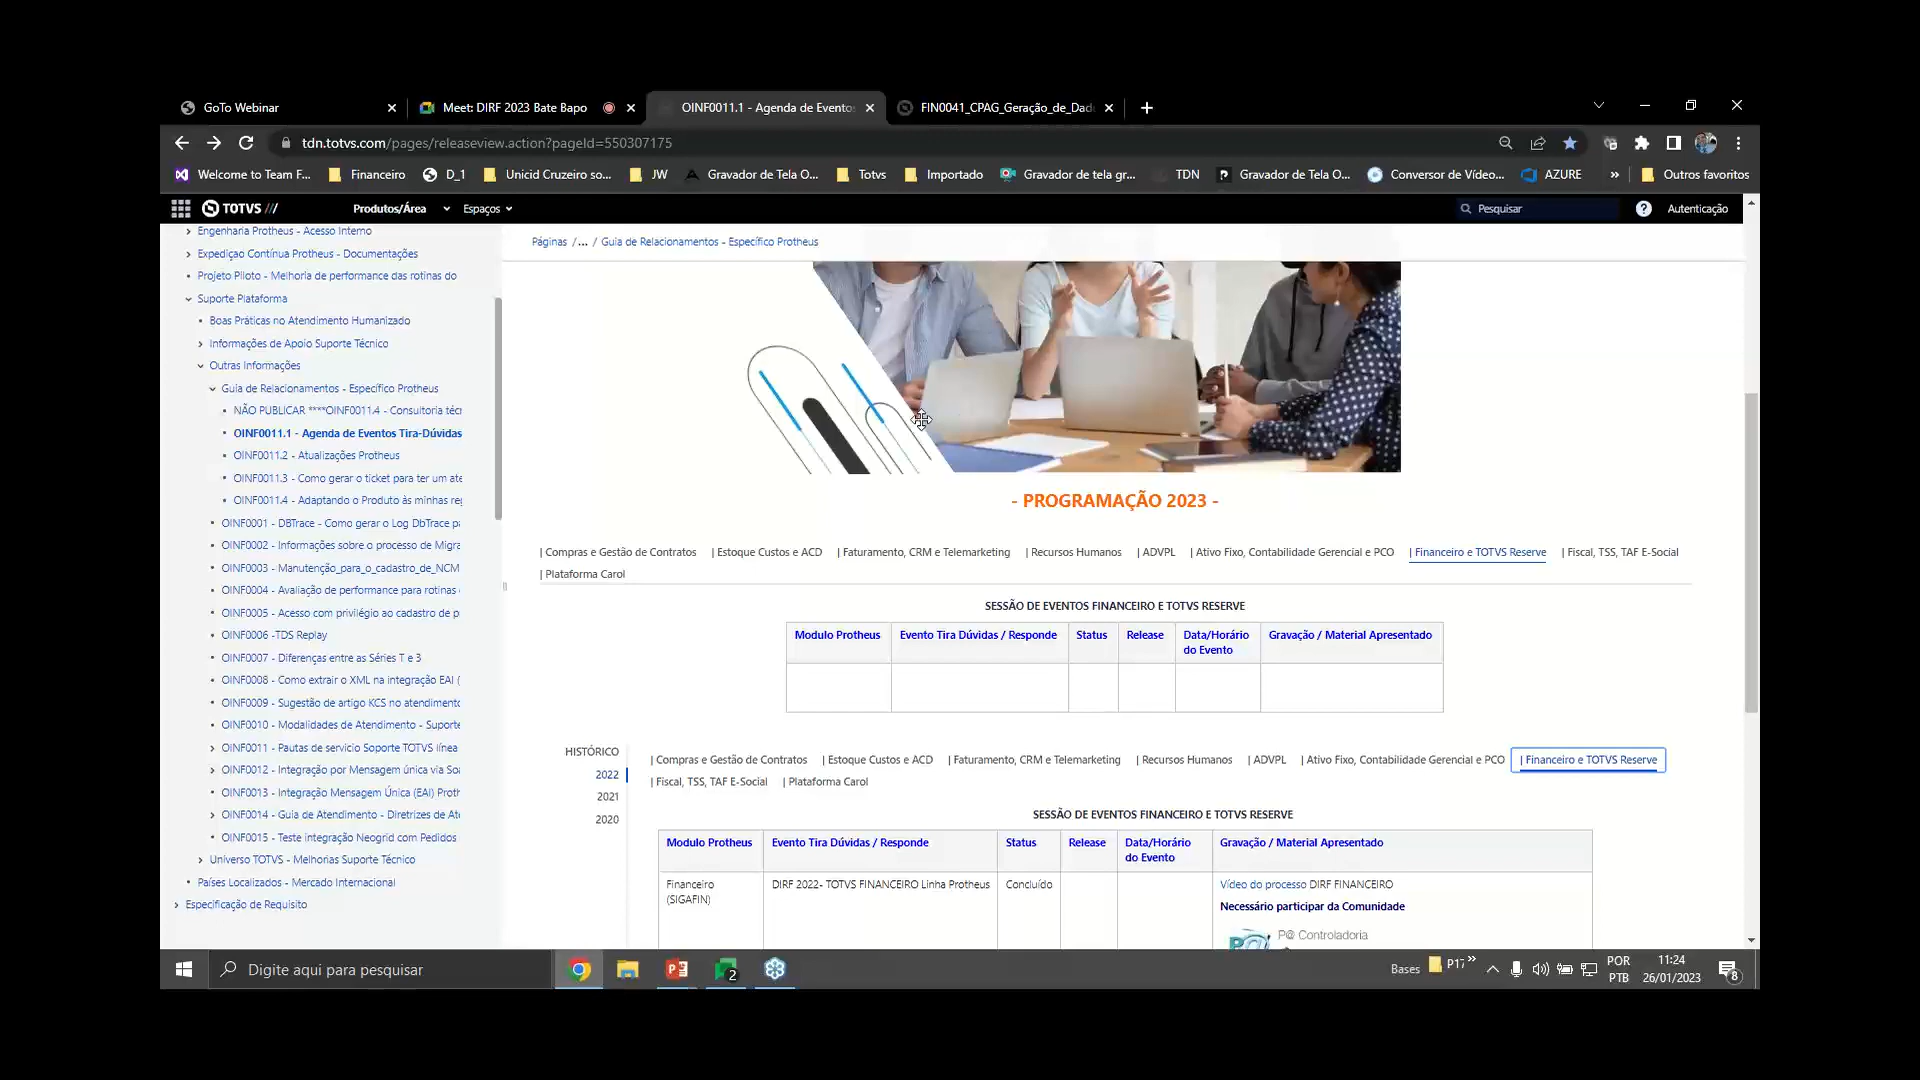 GoTo Webinar
Meet: DIRF 2023 Bate Bapo
OINF0011.1 - Agenda de Eventos
FIN0041_CPAG_Geração_de_Dad
tdn.totvs.com/pages/releaseview.action?pageId=550307175
Welcome to Team F...
Financeiro
D_1
Unicid Cruzeiro so...
JW
Gravador de Tela O...
Totvs
Importado
Gravador de tela gr...
TDN
Gravador de Tela O...
Conversor de Vídeo...
AZURE
»
Outros favoritos
TOTVS ///
Produtos/Área
Espaços
Pesquisar
Autenticação
Engenharia Protheus - Acesso Interno
Expediçao Contínua Protheus - Documentações
Projeto Piloto - Melhoria de performance das rotinas do
Suporte Plataforma
Boas Práticas no Atendimento Humanizado
Informações de Apoio Suporte Técnico
Outras Informações
Guia de Relacionamentos - Específico Protheus
NÃO PUBLICAR ****OINF0011.4 - Consultoria técr
OINF0011.1 - Agenda de Eventos Tira-Dúvidas
OINF0011.2 - Atualizações Protheus
OINF0011.3 - Como gerar o ticket para ter um ate
OINF0011.4 - Adaptando o Produto às minhas reg
OINF0001 - DBTrace - Como gerar o Log DbTrace pa
OINF0002 - Informações sobre o processo de Migra
OINF0003 - Manutenção_para_o_cadastro_de_NCM
OINF0004 - Avaliação de performance para rotinas
OINF0005 - Acesso com privilégio ao cadastro de p
OINF0006 -TDS Replay
OINF0007 - Diferenças entre as Séries T e 3
OINF0008 - Como extrair o XML na integração EAI (
OINF0009 - Sugestão de artigo KCS no atendimento
OINF0010 - Modalidades de Atendimento - Suporte
OINF0011 - Pautas de servicio Soporte TOTVS línea
OINF0012 - Integração por Mensagem única via Soa
OINF0013 - Integração Mensagem Única (EAI) Proth
OINF0014 - Guia de Atendimento - Diretrizes de Ate
OINF0015 - Teste integração Neogrid com Pedidos
Universo TOTVS - Melhorias Suporte Técnico
Países Localizados - Mercado Internacional
Especificação de Requisito
Páginas /... / Guia de Relacionamentos - Específico Protheus
- PROGRAMAÇÃO 2023 -
| Compras e Gestão de Contratos | Estoque Custos e ACD | Faturamento, CRM e Telemarketing | Recursos Humanos | ADVPL | Ativo Fixo, Contabilidade Gerencial e PCO | Financeiro e TOTVS Reserve | Fiscal, TSS, TAF E-Social
| Plataforma Carol
SESSÃO DE EVENTOS FINANCEIRO E TOTVS RESERVE
Modulo Protheus Evento Tira Dúvidas / Responde Status Release Data/Horário Gravação / Material Apresentado
do Evento
HISTÓRICO
2022
2021
2020
| Compras e Gestão de Contratos | Estoque Custos e ACD | Faturamento, CRM e Telemarketing | Recursos Humanos | ADVPL | Ativo Fixo, Contabilidade Gerencial e PCO | Financeiro e TOTVS Reserve
| Fiscal, TSS, TAF E-Social | Plataforma Carol
SESSÃO DE EVENTOS FINANCEIRO E TOTVS RESERVE
Modulo Protheus Evento Tira Dúvidas / Responde Status Release Data/Horário Gravação / Material Apresentado
do Evento
Financeiro DIRF 2022- TOTVS FINANCEIRO Linha Protheus Concluído Vídeo do processo DIRF FINANCEIRO
(SIGAFIN)
Necessário participar da Comunidade
P@ Controladoria
Digite aqui para pesquisar
2
Bases
P17 »
POR
PTB
11:24
26/01/2023
8